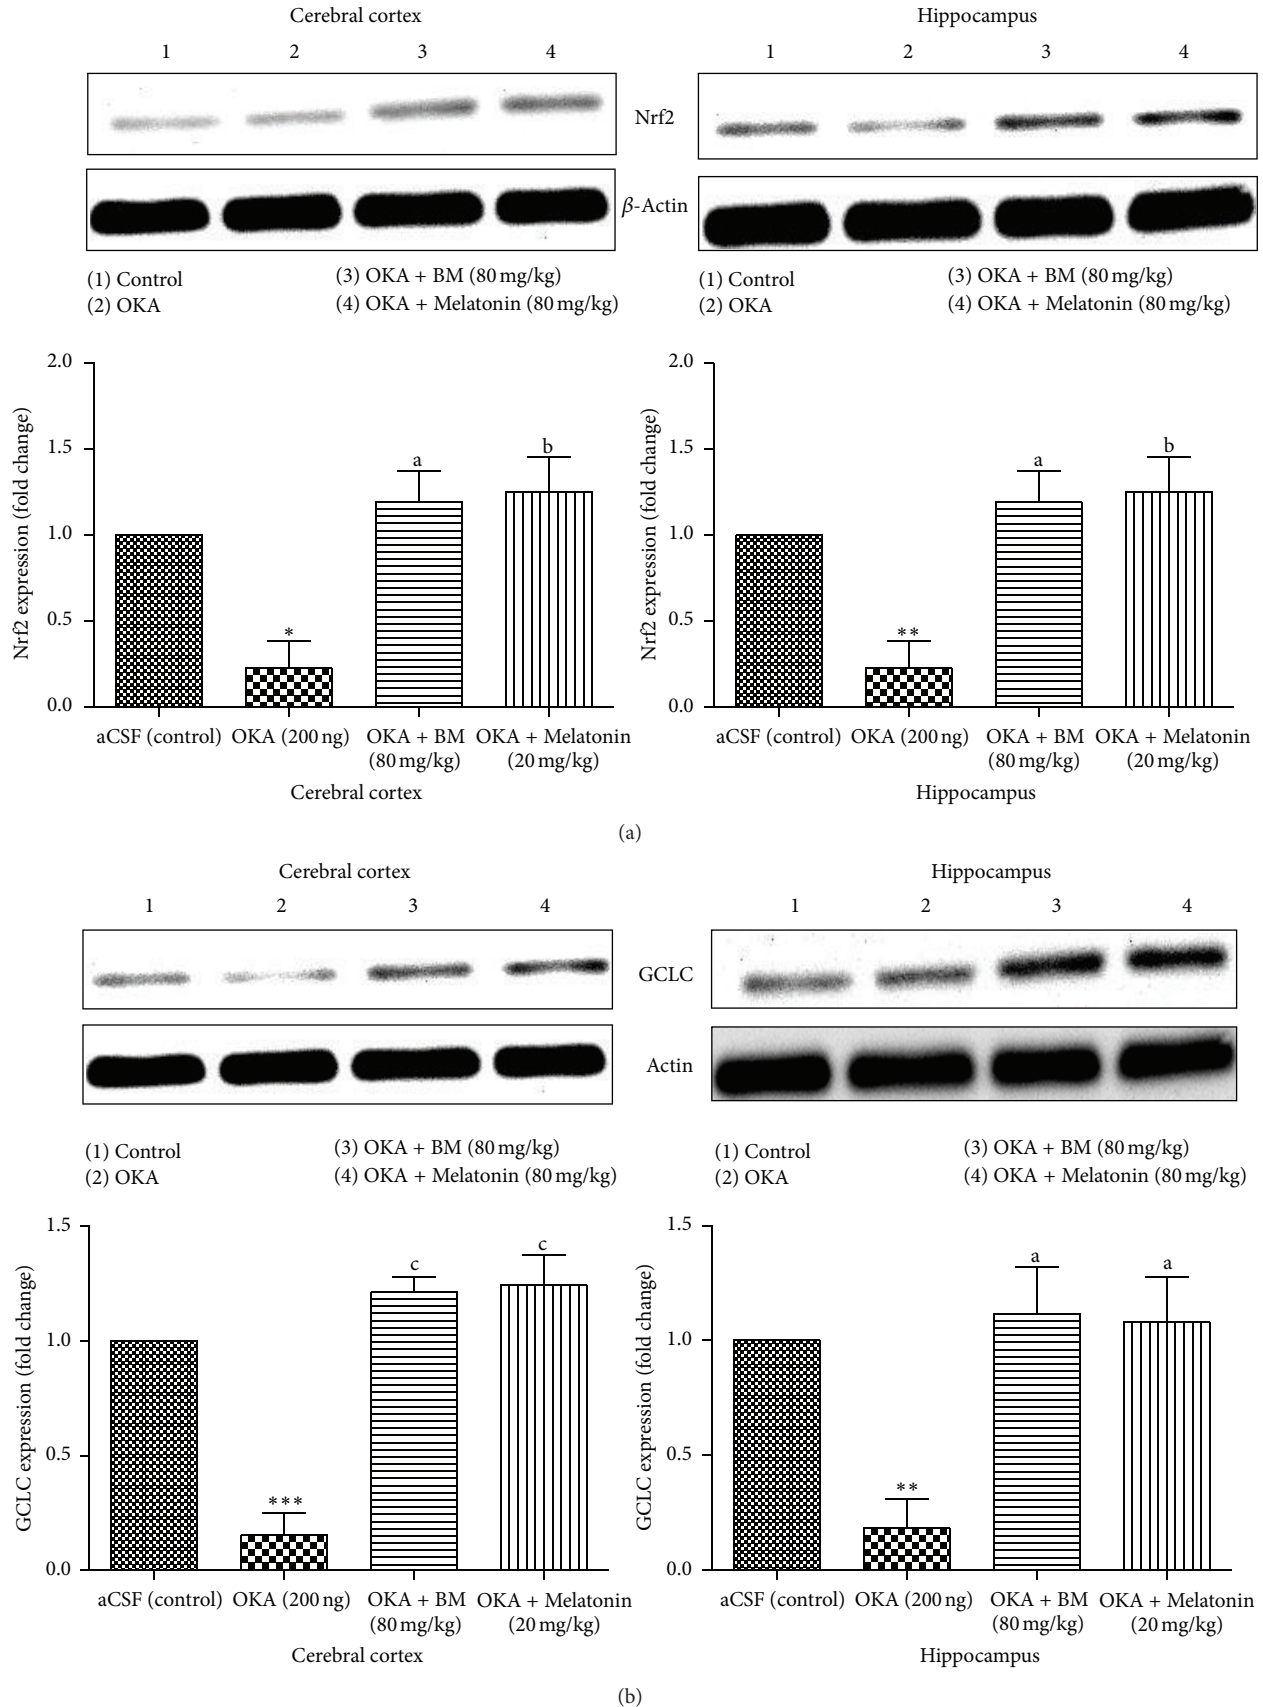 Cerebral cortex
Hippocampus
1 2 3 4
1 2 3 4
Nrf2
β-Actin
(1) Control
(2) OKA
(3) OKA + BM (80 mg/kg)
(4) OKA + Melatonin (80 mg/kg)
(1) Control
(2) OKA
(3) OKA + BM (80 mg/kg)
(4) OKA + Melatonin (80 mg/kg)
Nrf2 expression (fold change)
2.0
1.5
1.0
0.5
0.0
*
a
b
aCSF (control)
OKA (200 ng)
OKA + BM
(80 mg/kg)
OKA + Melatonin
(20 mg/kg)
Cerebral cortex
Nrf2 expression (fold change)
2.0
1.5
1.0
0.5
0.0
**
a
b
aCSF (control)
OKA (200 ng)
OKA + BM
(80 mg/kg)
OKA + Melatonin
(20 mg/kg)
Hippocampus
(a)
Cerebral cortex
Hippocampus
1 2 3 4
1 2 3 4
GCLC
Actin
(1) Control
(2) OKA
(3) OKA + BM (80 mg/kg)
(4) OKA + Melatonin (80 mg/kg)
(1) Control
(2) OKA
(3) OKA + BM (80 mg/kg)
(4) OKA + Melatonin (80 mg/kg)
GCLC expression (fold change)
1.5
1.0
0.5
0.0
***
c
c
aCSF (control)
OKA (200 ng)
OKA + BM
(80 mg/kg)
OKA + Melatonin
(20 mg/kg)
Cerebral cortex
GCLC expression (fold change)
1.5
1.0
0.5
0.0
**
a
a
aCSF (control)
OKA (200 ng)
OKA + BM
(80 mg/kg)
OKA + Melatonin
(20 mg/kg)
Hippocampus
(b)